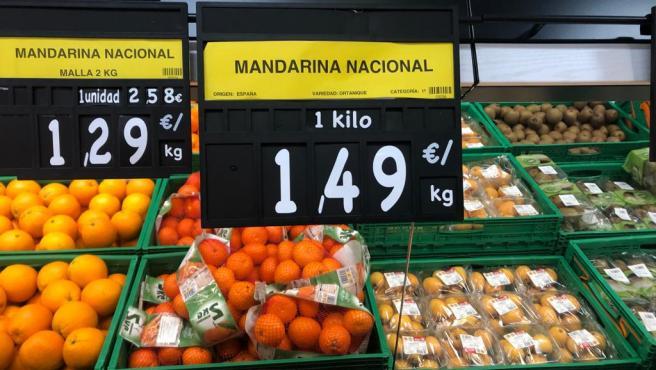 MANDARINA NACIONAL
MALLA 2 KG
1unidad 2,58€
1,29 €/kg
MANDARINA NACIONAL
ORIGEN: ESPAÑA VARIEDAD: ORTANIQUE CATEGORÍA: 1ª
1 kilo
1,49 €/kg